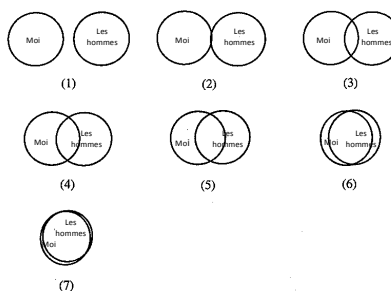 Moi
Les
hommes
(1)
Moi
Les
hommes
(2)
Moi
Les
hommes
(3)
Moi
Les
hommes
(4)
Moi
Les
hommes
(5)
Moi
Les
hommes
(6)
Moi
Les
hommes
(7)